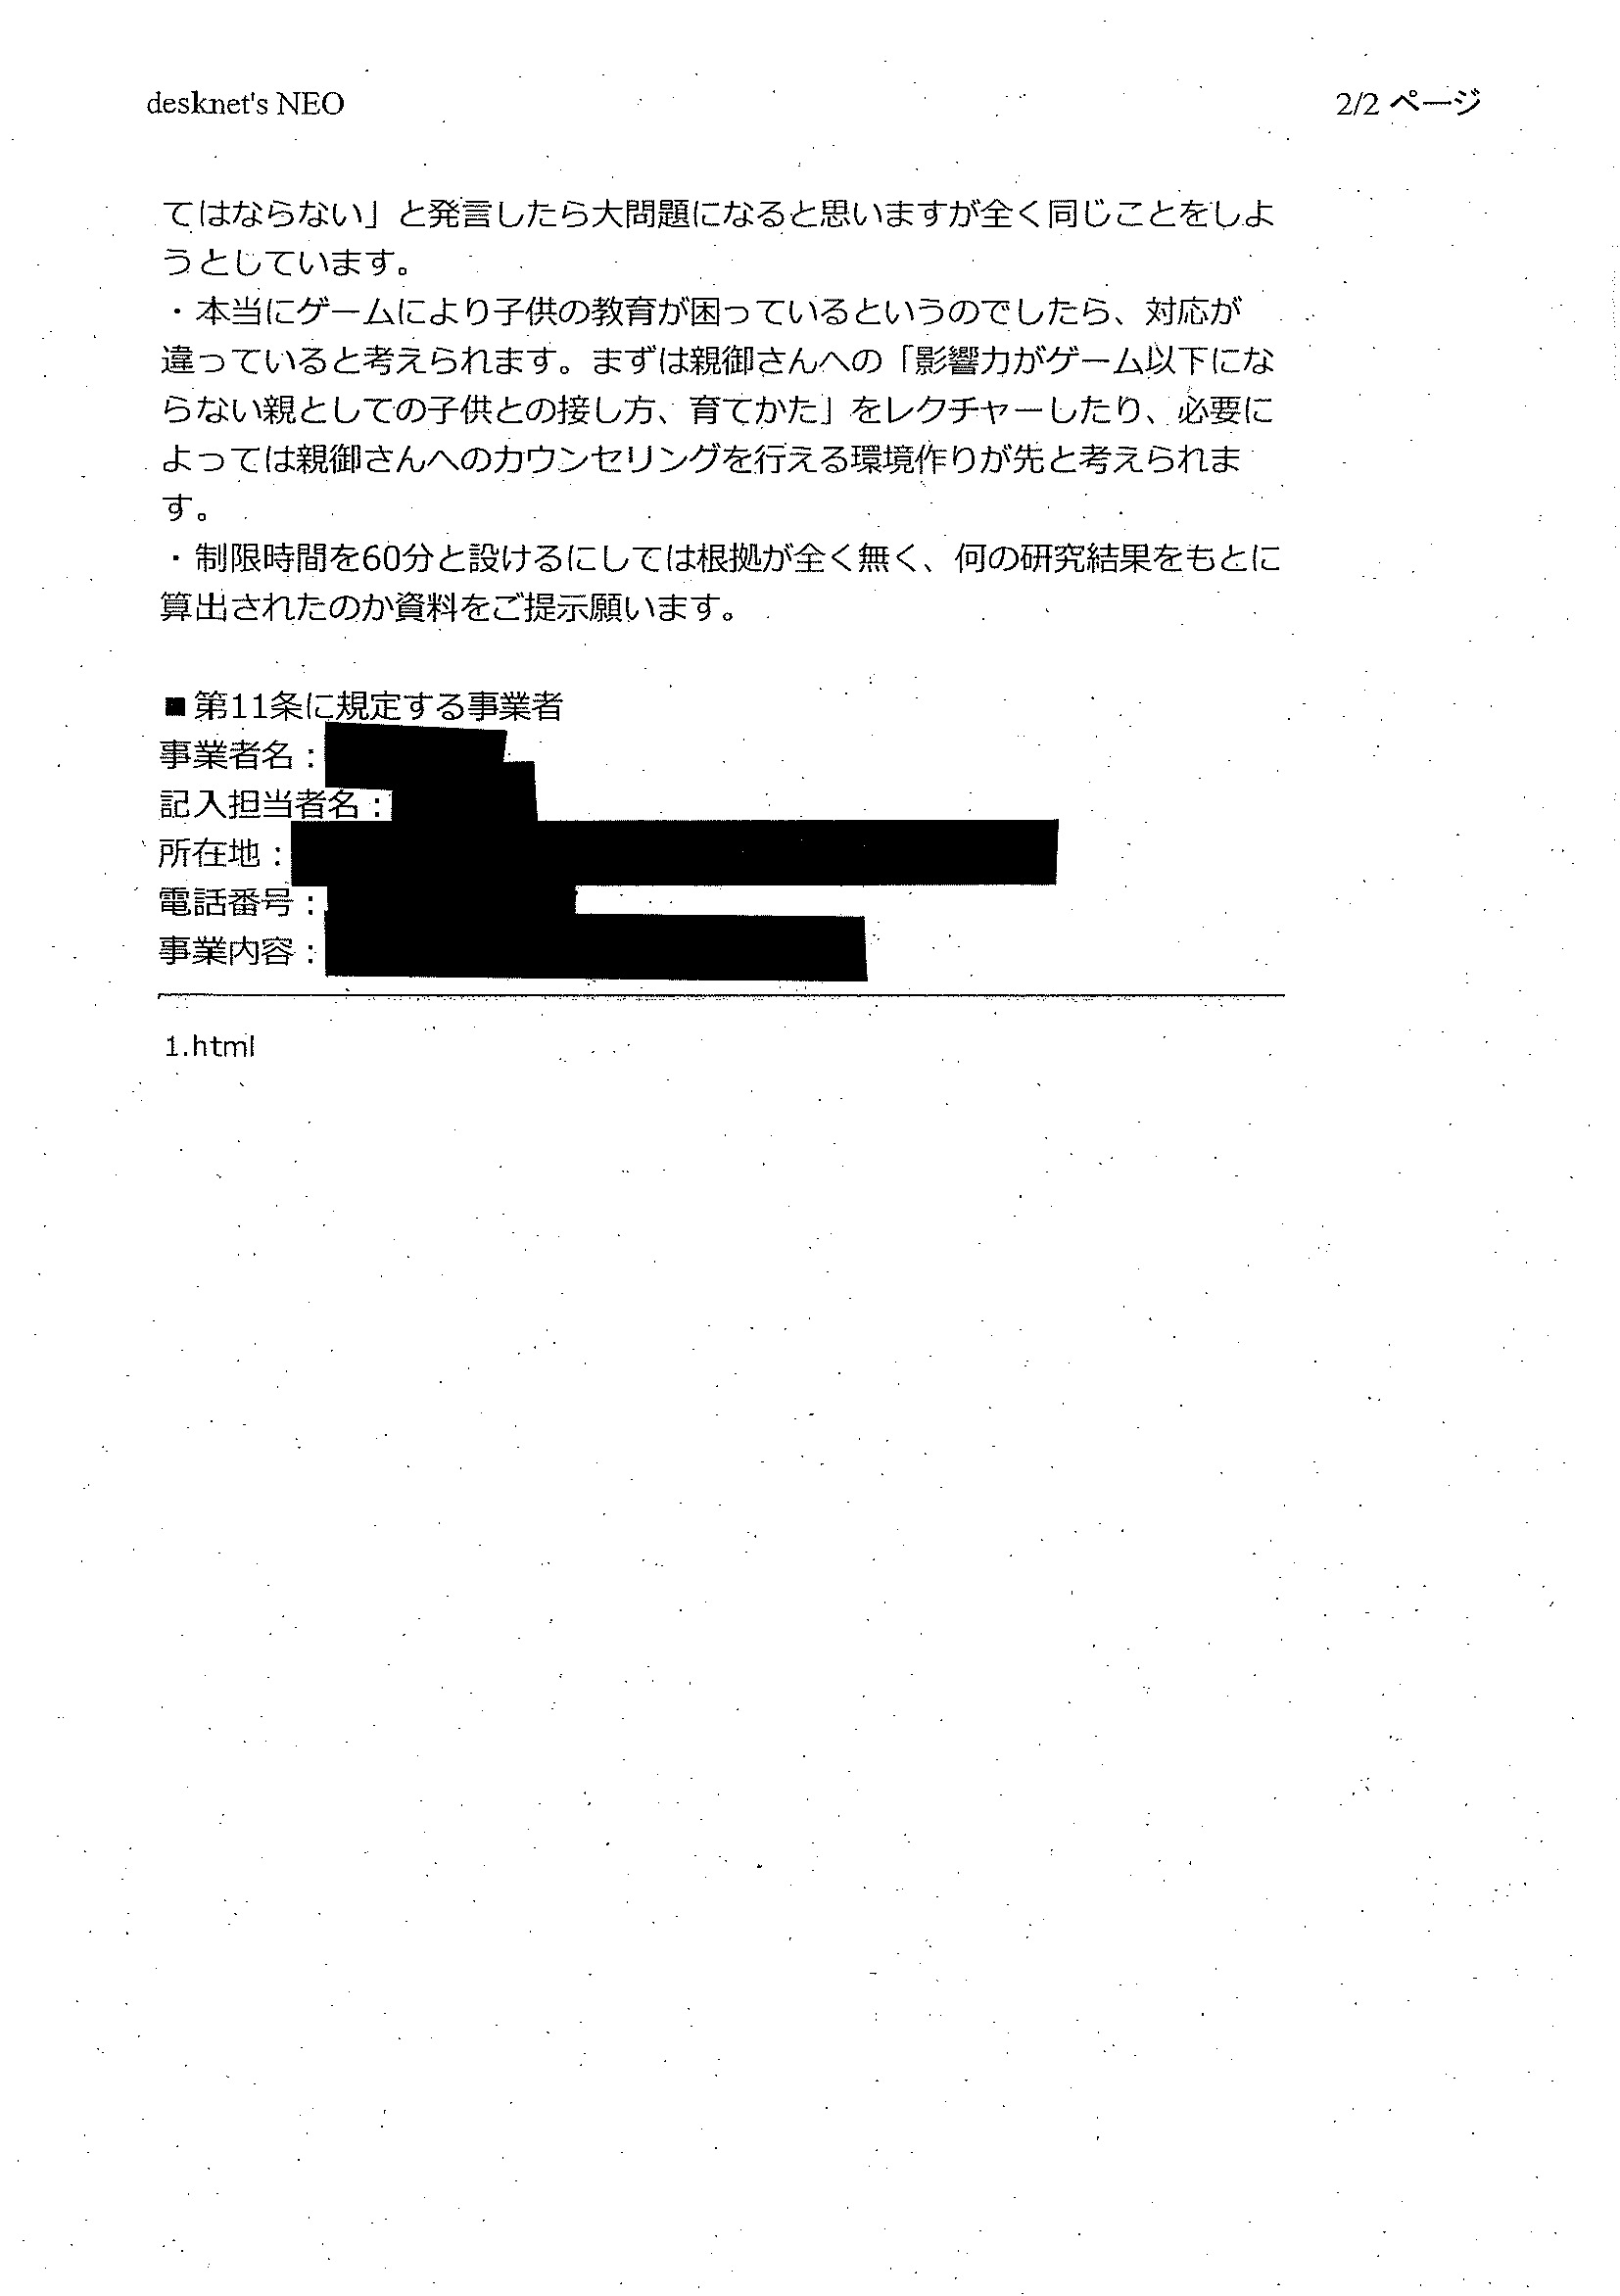 desknet's NEO
2/2 ページ
てはならない」と発言したら大問題になると思いますが全く同じことをしよ
うとしています。
・本当にゲームにより子供の教育が困っているというのでしたら、対応が
違っていると考えられます。まずは親御さんへの「影響力がゲーム以下にな
らない親としての子供との接し方、育てかた」をレクチャーしたり、必要に
よっては親御さんへのカウンセリングを行える環境作りが先と考えられま
す。
・制限時間を60分と設けるにしては根拠が全く無く、何の研究結果をもとに
算出されたのか資料をご提示願います。
■第11条に規定する事業者
事業者名：
記入担当者名：
所在地：
電話番号：
事業内容：
1.html